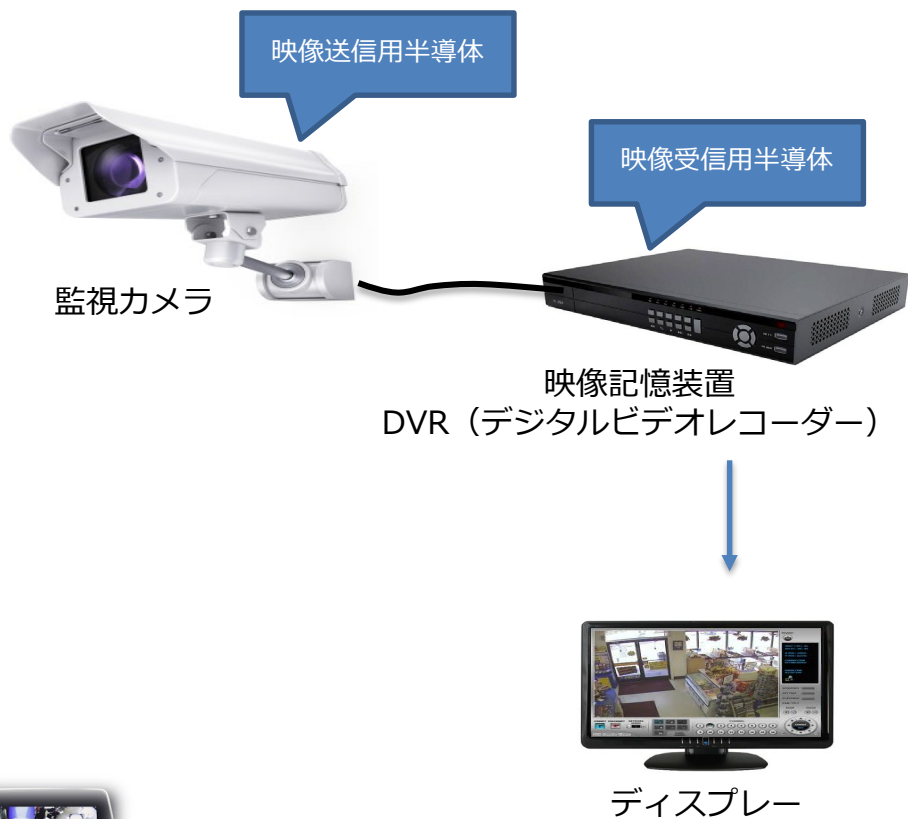 映像送信用半導体
映像受信用半導体
監視カメラ
映像記憶装置
DVR（デジタルビデオレコーダー）
ディスプレー